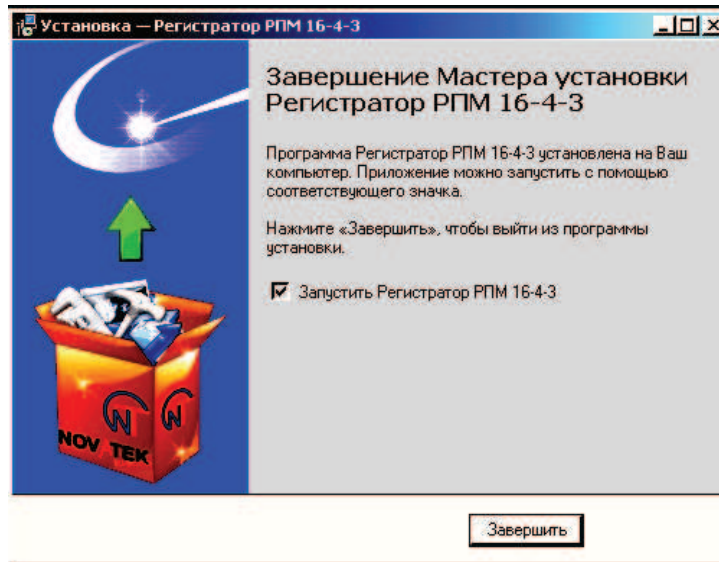 Установка — Регистратор РПМ 16-4-3
Завершение Мастера установки
Регистратор РПМ 16-4-3
Программа Регистратор РПМ 16-4-3 установлена на Ваш
компьютер. Приложение можно запустить с помощью
соответствующего значка.
Нажмите «Завершить», чтобы выйти из программы
установки.
Запустить Регистратор РПМ 16-4-3
N
N
NOV TEK
Завершить